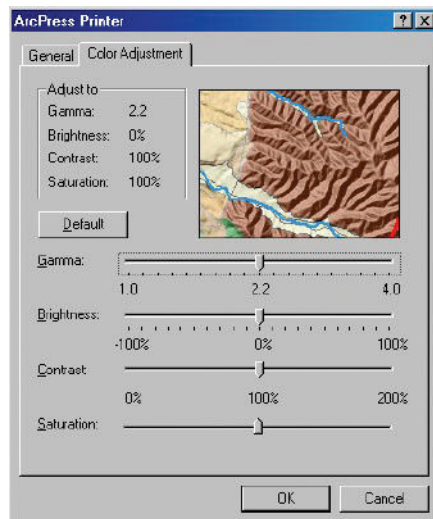 ArcPress Printer
General Color Adjustment
Adjust to
Gamma: 2.2
Brightness: 0%
Contrast: 100%
Saturation: 100%
Default
Gamma:
1.0 2.2 4.0
Brightness:
-100% 0% 100%
Contrast
0% 100% 200%
Saturation:
OK Cancel